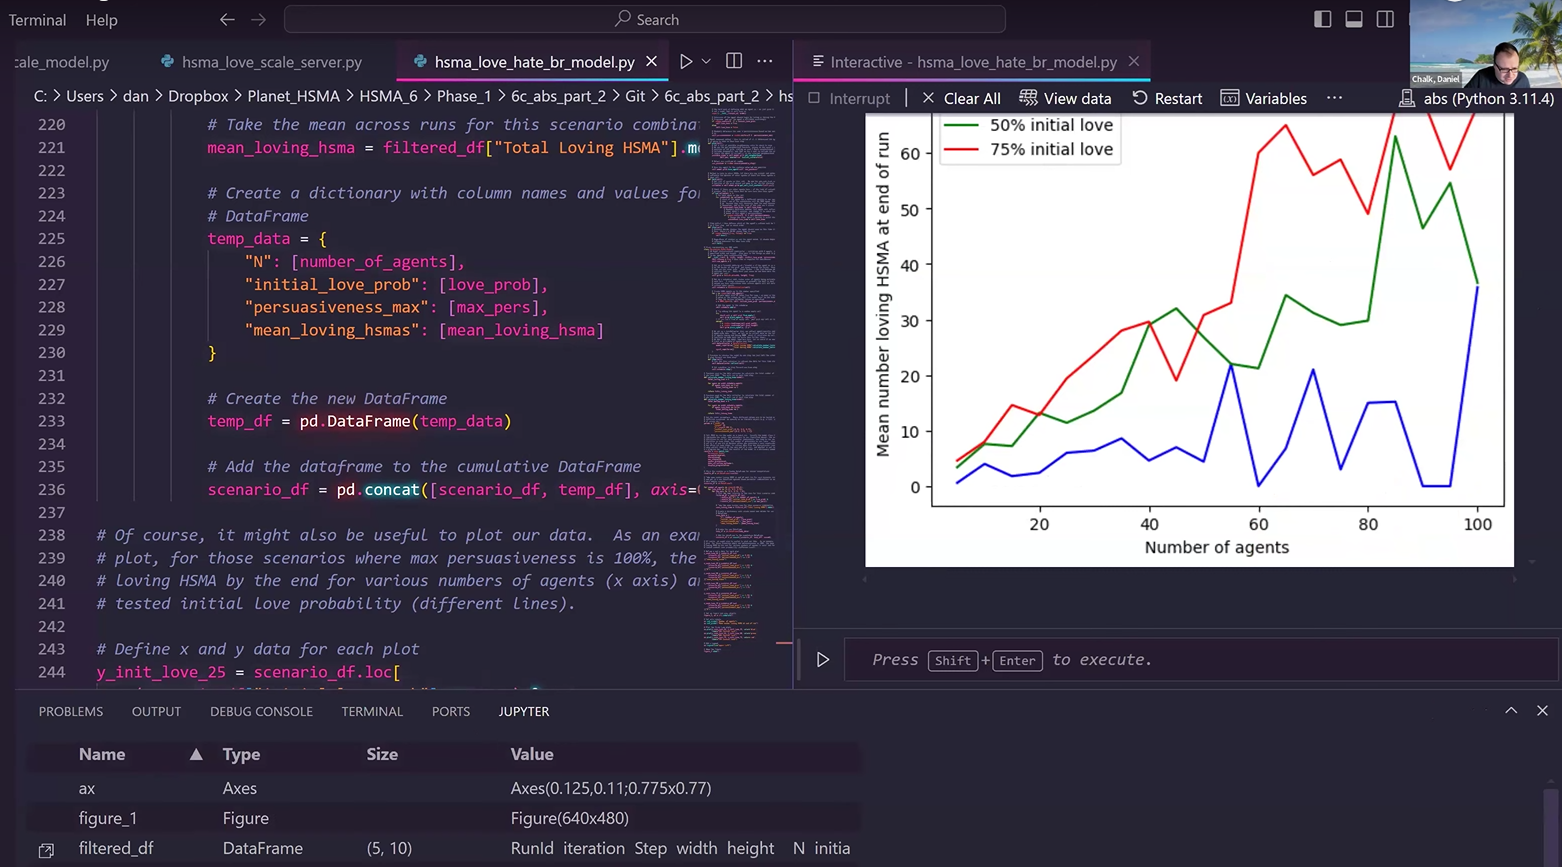 Terminal Help Search
cale_model.py hsma_love_scale_server.py hsma_love_hate_br_model.py Interactive - hsma_love_hate_br_model.py
Chalk, Daniel
C: > Users > dan > Dropbox > Planet_HSMA > HSMA_6 > Phase_1 > 6c_abs_part_2 > Git > 6c_abs_part_2 > hs
Interrupt Clear All View data Restart Variables ... abs (Python 3.11.4)
220 # Take the mean across runs for this scenario combinat
221 mean_loving_hsma = filtered_df["Total Loving HSMA"].me
222
223 # Create a dictionary with column names and values fo
224 # DataFrame
225 temp_data = {
226 "N": [number_of_agents],
227 "initial_love_prob": [love_prob],
228 "persuasiveness_max": [max_pers],
229 "mean_loving_hsmas": [mean_loving_hsma]
230 }
231
232 # Create the new DataFrame
233 temp_df = pd.DataFrame(temp_data)
234
235 # Add the dataframe to the cumulative DataFrame
236 scenario_df = pd.concat([scenario_df, temp_df], axis=
237
238 # Of course, it might also be useful to plot our data. As an exa
239 # plot, for those scenarios where max persuasiveness is 100%, the
240 # loving HSMA by the end for various numbers of agents (x axis) a
241 # tested initial love probability (different lines).
242
243 # Define x and y data for each plot
244 y_init_love_25 = scenario_df.loc[
50% initial love
75% initial love
Mean number loving HSMA at end of run
60
50
40
30
20
10
0
20 40 60 80 100
Number of agents
Press Shift + Enter to execute.
PROBLEMS OUTPUT DEBUG CONSOLE TERMINAL PORTS JUPYTER
Name Type Size Value
ax Axes Axes(0.125,0.11;0.775x0.77)
figure_1 Figure Figure(640x480)
filtered_df DataFrame (5, 10) RunId iteration Step width height N initia